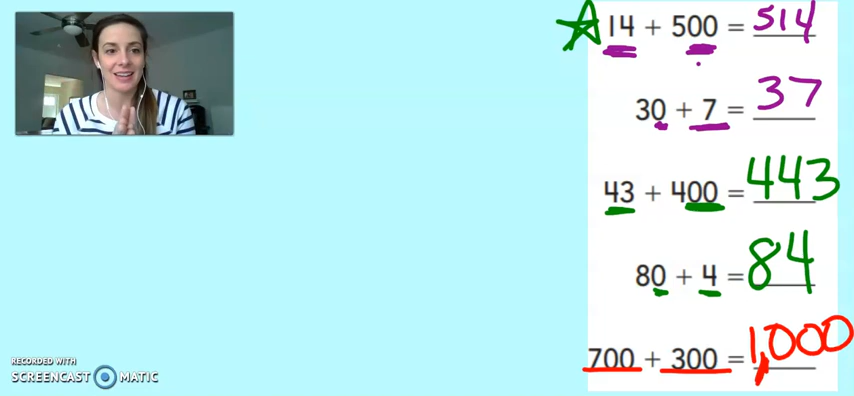 14 + 500 = 514
30 + 7 = 37
43 + 400 = 443
80 + 4 = 84
700 + 300 = 1,000
RECORDED WITH
SCREENCAST MATIC